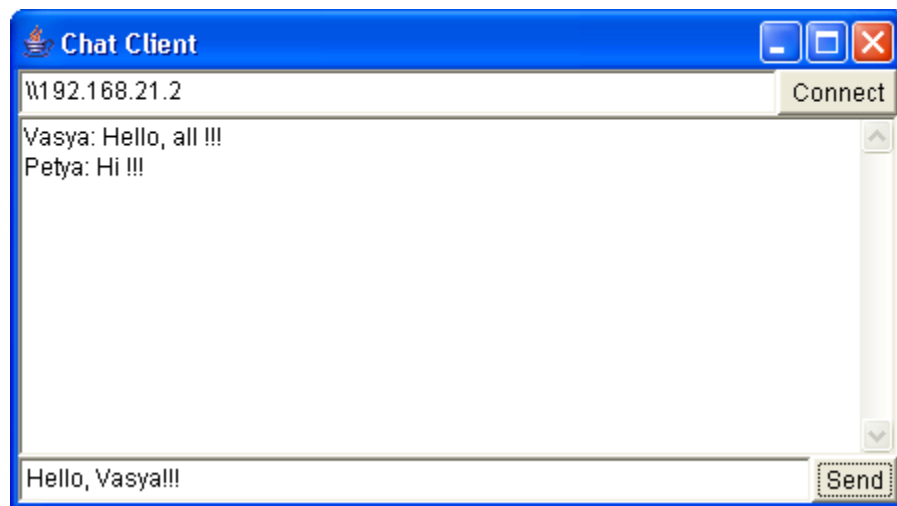 Chat Client
\\192.168.21.2
Connect
Vasya: Hello, all !!!
Petya: Hi !!!
Hello, Vasya!!!
Send